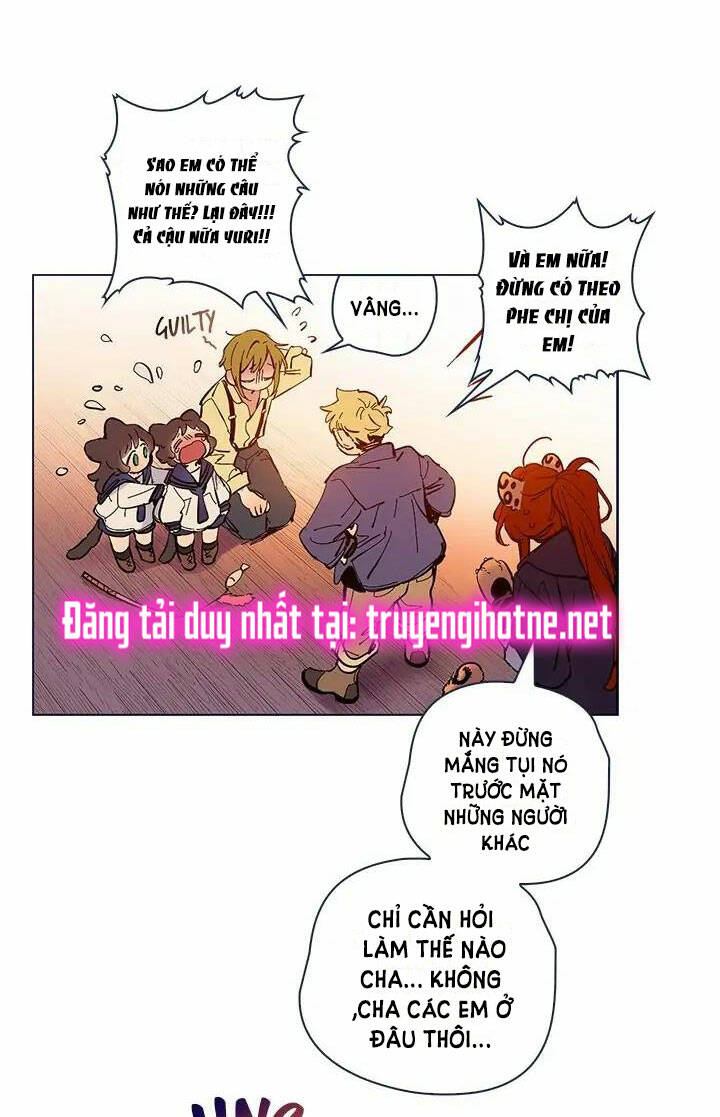 SAO EM CÓ THỂ
NÓI NHỮNG CÂU
NHƯ THẾ? LẠI ĐÂY!!!
CẢ CẬU NỮA YURI!!
VÂNG...
VÀ EM NỮA!
ĐỪNG CÓ THEO
PHE CHỊ CỦA
EM!
GUILTY
Đăng tải duy nhất tại: truyengihotne.net
NÀY ĐỪNG
MẮNG TỤI NÓ
TRƯỚC MẶT
NHỮNG NGƯỜI
KHÁC
CHỈ CẦN HỎI
LÀM THẾ NÀO
CHA... KHÔNG
,CHA CÁC EM Ở
ĐÂU THÔI...